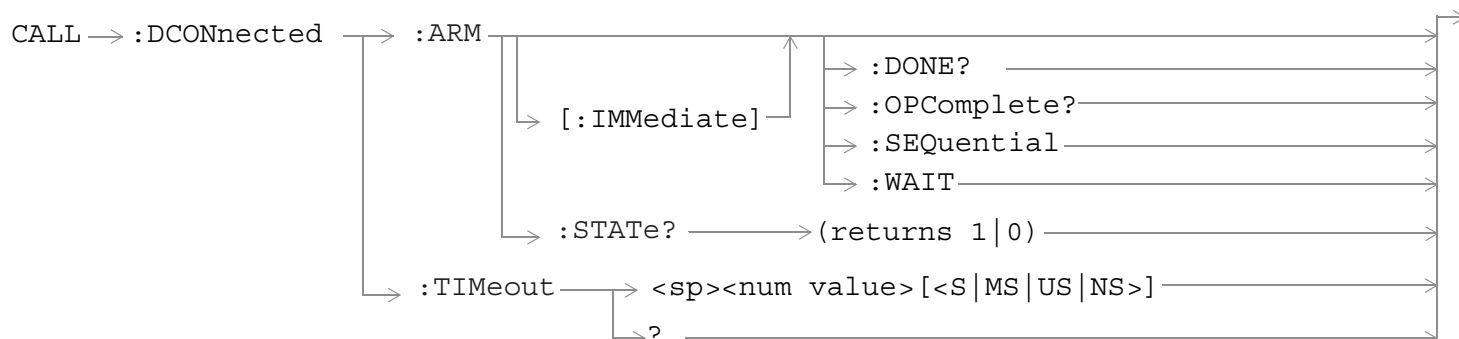 CALL :DCONnected :ARM
:DONE?
[:IMMediate] :OPComplete?
:SEQuential
:WAIT
:STATe? (returns 1|0)
:TIMeout <sp><num value>[<S|MS|US|NS>]
?